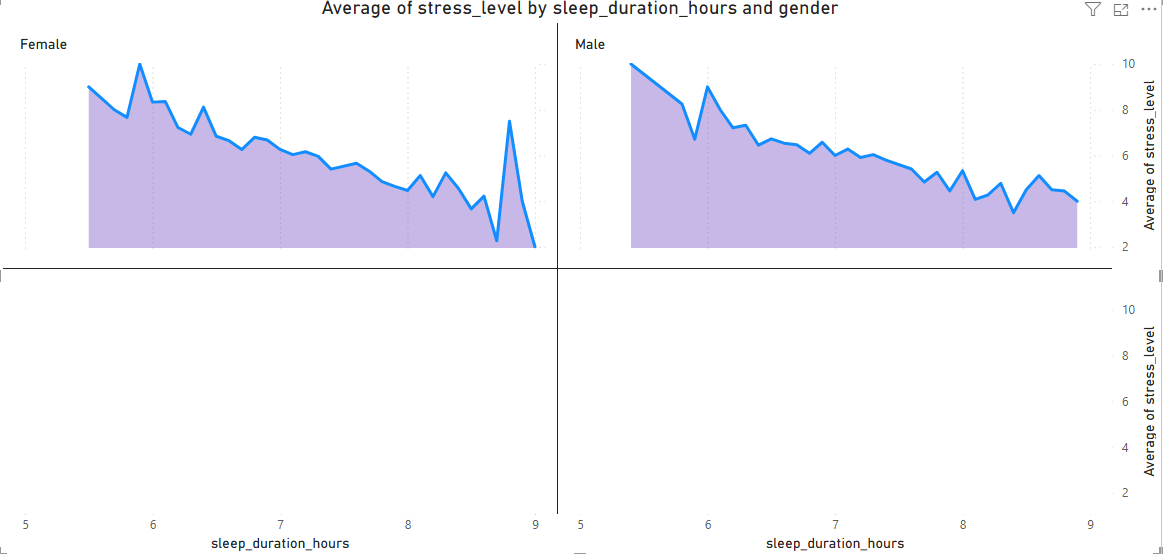 Average of stress_level by sleep_duration_hours and gender
Female
Male
10
8
6
4
2
Average of stress_level
10
8
6
4
2
Average of stress_level
5 6 7 8 9
5 6 7 8 9
sleep_duration_hours
sleep_duration_hours